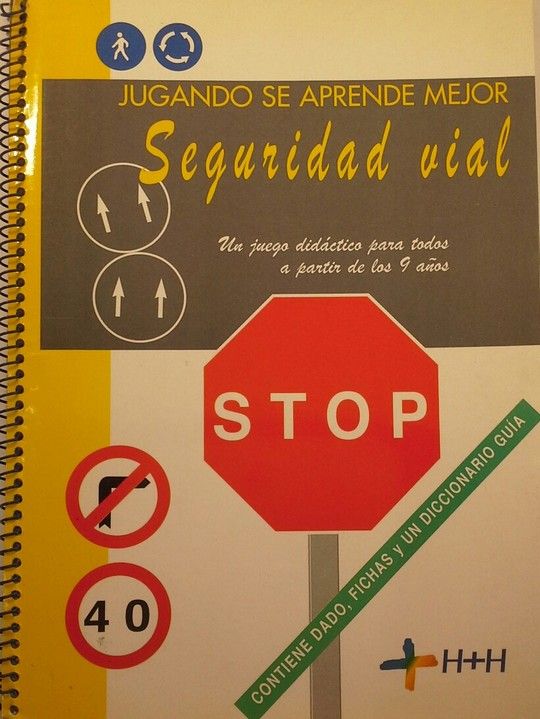 JUGANDO SE APRENDE MEJOR
Seguridad vial
Un juego didáctico para todos
a partir de los 9 años
STOP
CONTIENE DADO, FICHAS y UN DICCIONARIO GUÍA
40
H+H